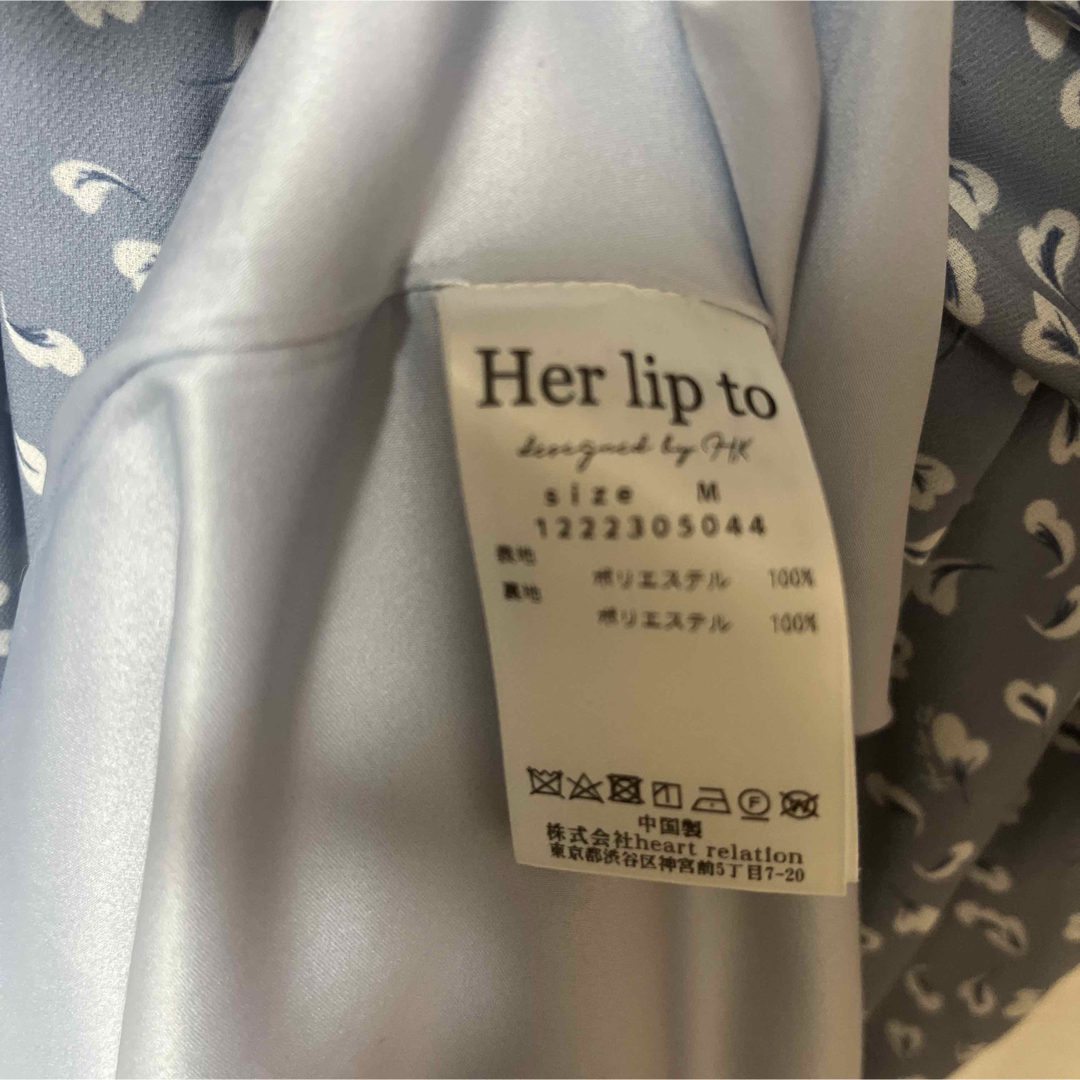 Her lip to
designed by HK
size M
1222305044
表地
ポリエステル 100%
裏地
ポリエステル 100%
中国製
株式会社heart relation
東京都渋谷区神宮前5丁目7-20